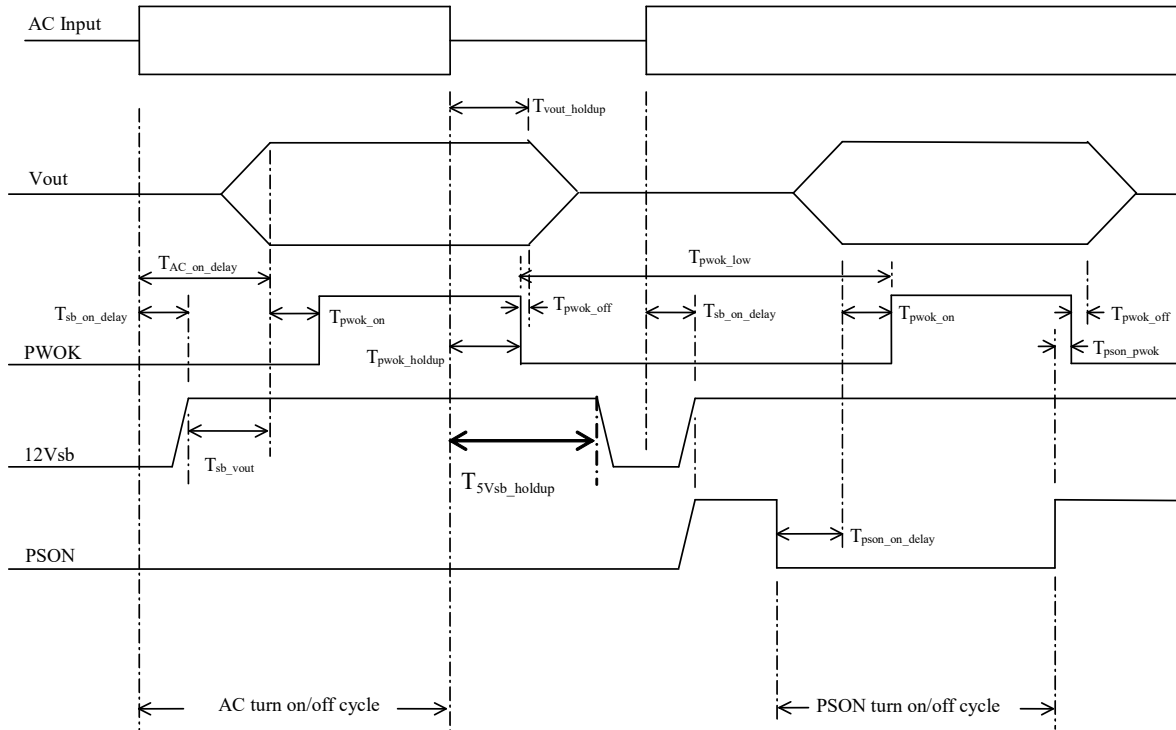 AC Input
Tvout_holdup
Vout
TAC_on_delay
Tpwok_low
Tsb_on_delay
Tpwok_on
Tpwok_off
Tsb_on_delay
Tpwok_on
Tpwok_off
PWOK
Tpwok_holdup
Tpson_pwok
12Vsb
Tsb_vout
T5Vsb_holdup
Tpson_on_delay
PSON
AC turn on/off cycle
PSON turn on/off cycle